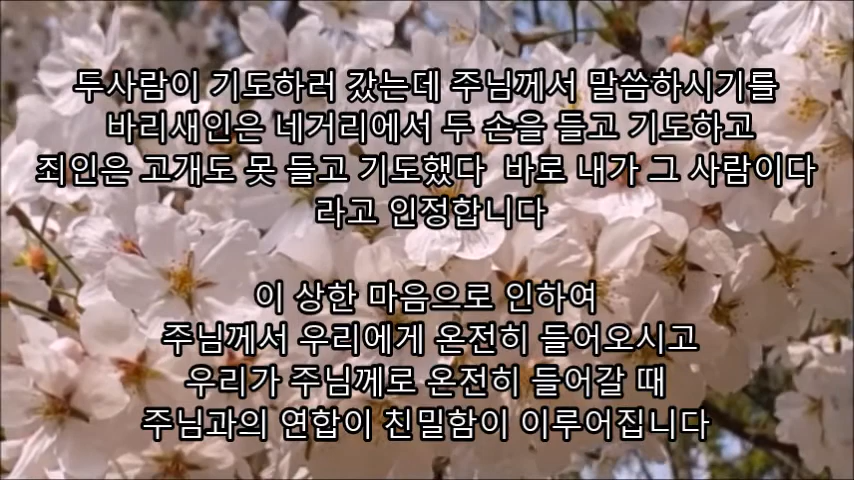 두사람이 기도하러 갔는데 주님께서 말씀하시기를
바리새인은 네거리에서 두 손을 들고 기도하고
죄인은 고개도 못 들고 기도했다 바로 내가 그 사람이다
라고 인정합니다
이 상한 마음으로 인하여
주님께서 우리에게 온전히 들어오시고
우리가 주님께로 온전히 들어갈 때
주님과의 연합이 친밀함이 이루어집니다